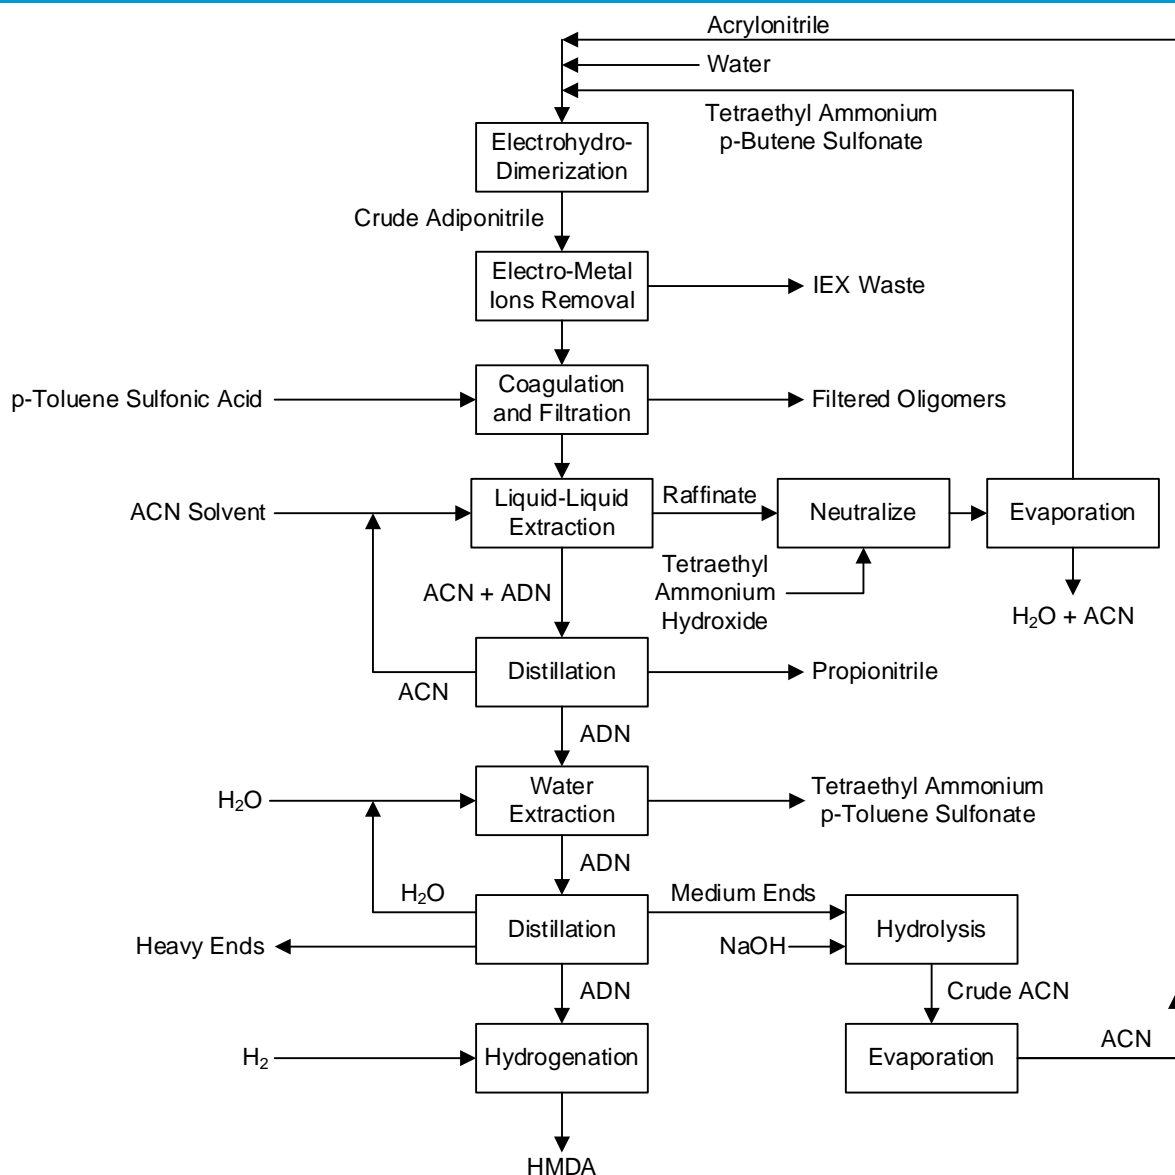 Acrylonitrile
Water
Tetraethyl Ammonium
p-Butene Sulfonate
Electrohydro-
Dimerization
Crude Adiponitrile
Electro-Metal
Ions Removal
IEX Waste
p-Toluene Sulfonic Acid
Coagulation
and Filtration
Filtered Oligomers
ACN Solvent
Liquid-Liquid
Extraction
Raffinate
Neutralize
Evaporation
ACN + ADN
Tetraethyl
Ammonium
Hydroxide
H₂O + ACN
Distillation
Propionitrile
ACN
ADN
H₂O
Water
Extraction
Tetraethyl Ammonium
p-Toluene Sulfonate
ADN
H₂O
Medium Ends
Distillation
Heavy Ends
NaOH
Hydrolysis
ADN
Crude ACN
H₂
Hydrogenation
Evaporation
ACN
HMDA